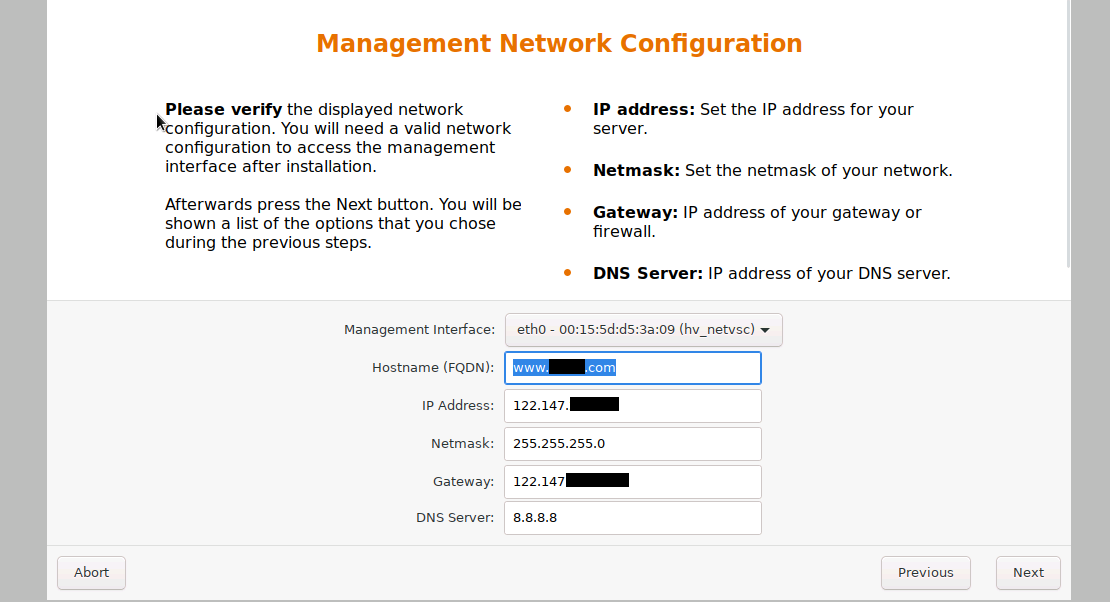 Management Network Configuration
Please verify the displayed network
configuration. You will need a valid network
configuration to access the management
interface after installation.
Afterwards press the Next button. You will be
shown a list of the options that you chose
during the previous steps.
IP address: Set the IP address for your
server.
Netmask: Set the netmask of your network.
Gateway: IP address of your gateway or
firewall.
DNS Server: IP address of your DNS server.
Management Interface: eth0 - 00:15:5d:d5:3a:09 (hv_netvsc)
Hostname (FQDN): www. .com
IP Address: 122.147.
Netmask: 255.255.255.0
Gateway: 122.147
DNS Server: 8.8.8.8
Abort Previous Next